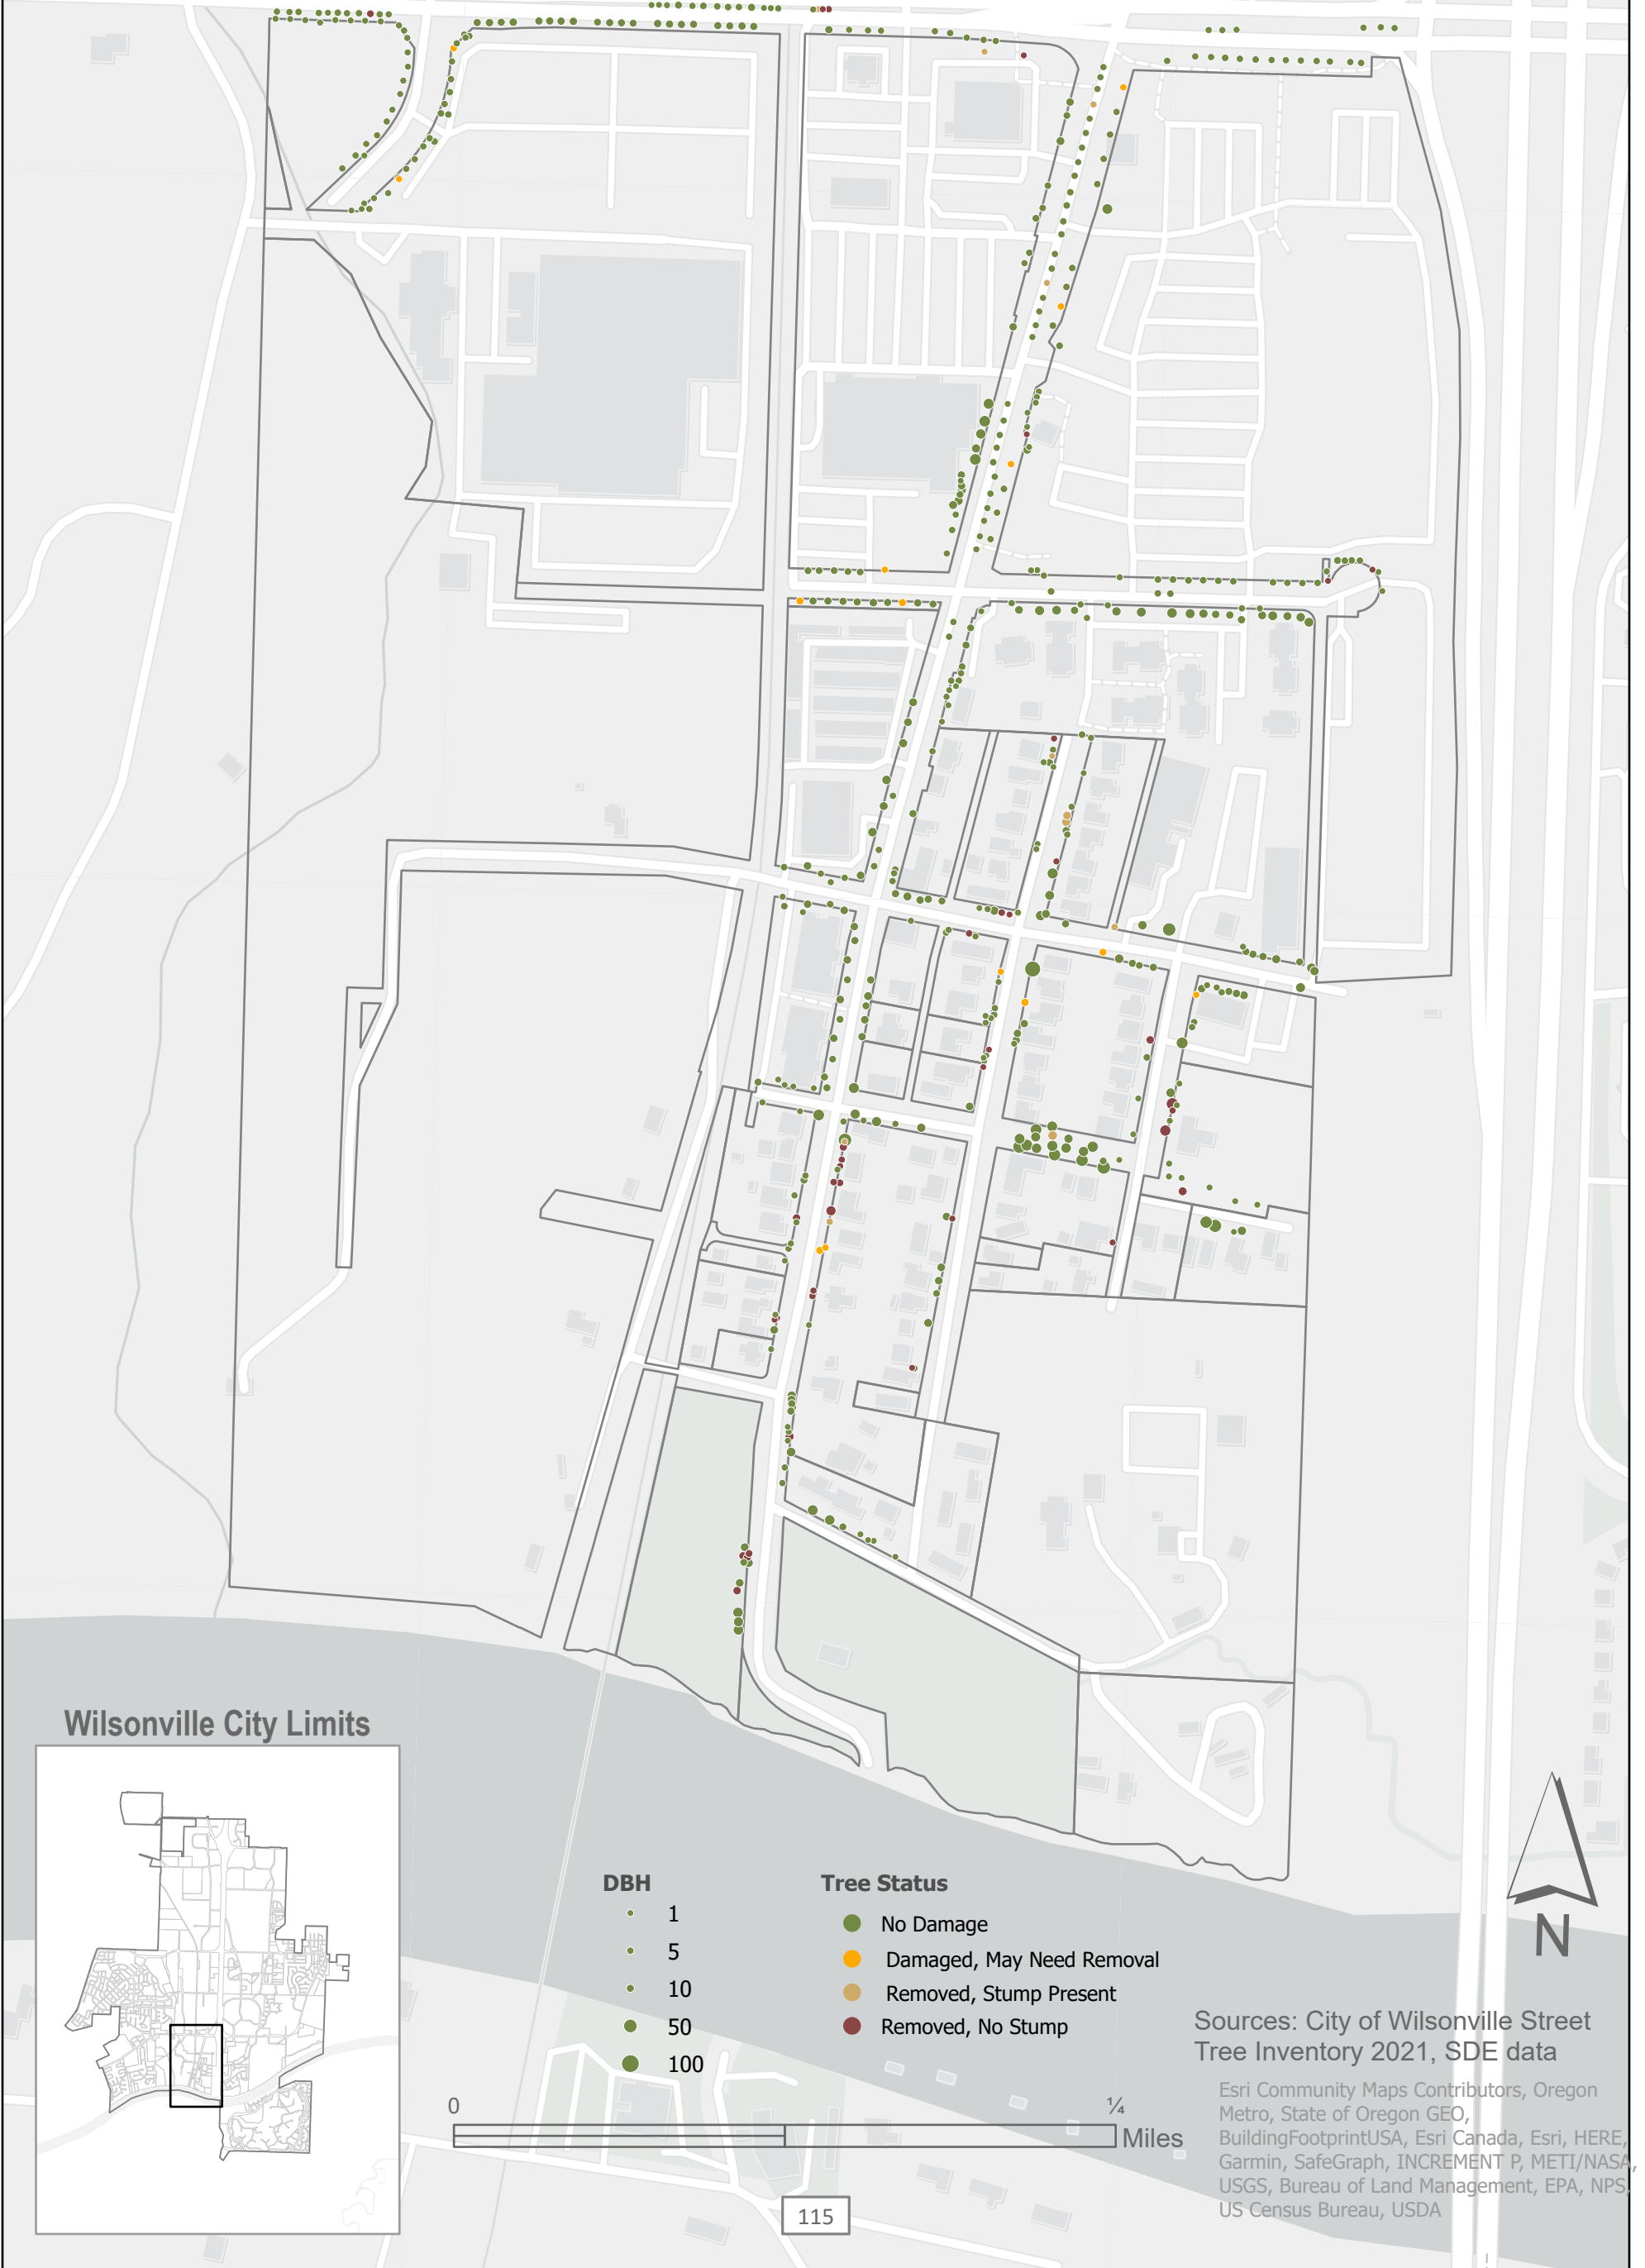 Wilsonville City Limits
DBH
1
5
10
50
100
Tree Status
No Damage
Damaged, May Need Removal
Removed, Stump Present
Removed, No Stump
N
Sources: City of Wilsonville Street
Tree Inventory 2021, SDE data
Esri Community Maps Contributors, Oregon
Metro, State of Oregon GEO,
BuildingFootprintUSA, Esri Canada, Esri, HERE,
Garmin, SafeGraph, INCREMENT P, METI/NASA,
USGS, Bureau of Land Management, EPA, NPS,
US Census Bureau, USDA
0 ¼
Miles
115